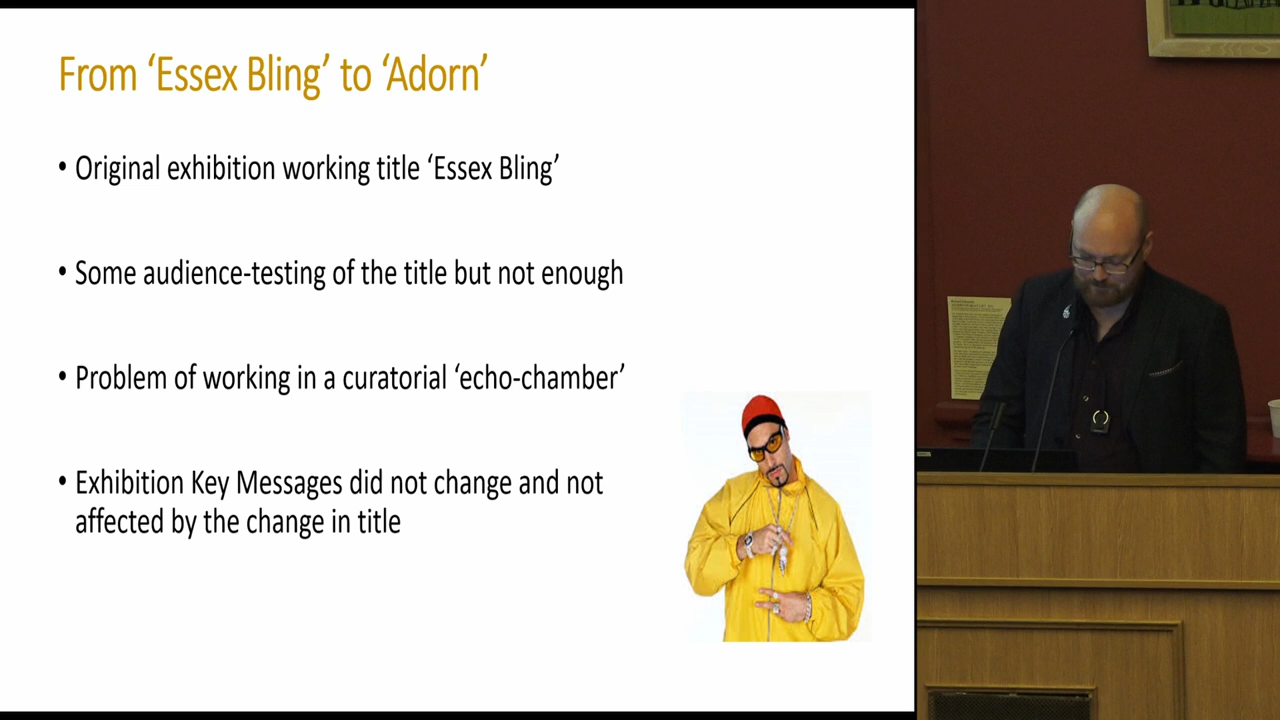 From ‘Essex Bling’ to ‘Adorn’
• Original exhibition working title ‘Essex Bling’
• Some audience-testing of the title but not enough
• Problem of working in a curatorial ‘echo-chamber’
• Exhibition Key Messages did not change and not
affected by the change in title